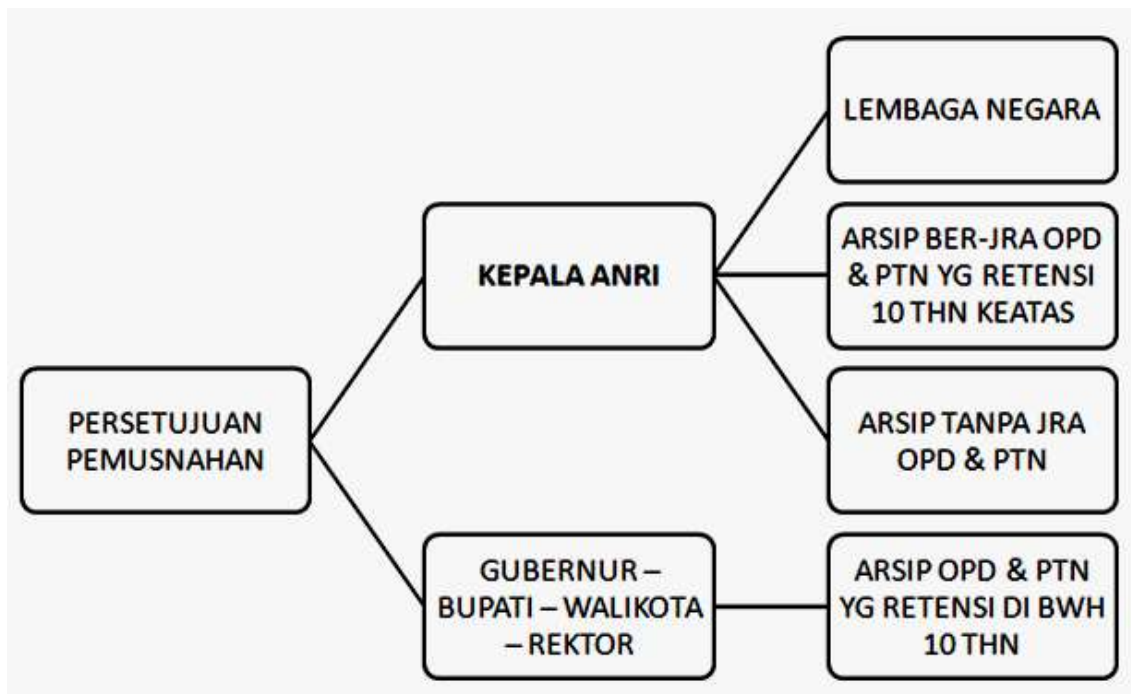 PERSETUJUAN
PEMUSNAHAN
KEPALA ANRI
LEMBAGA NEGARA
ARSIP BER-JRA OPD
& PTN YG RETENSI
10 THN KEATAS
ARSIP TANPA JRA
OPD & PTN
GUBERNUR –
BUPATI – WALIKOTA
– REKTOR
ARSIP OPD & PTN
YG RETENSI DI BWH
10 THN